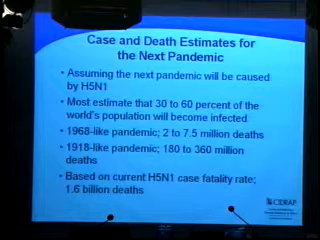 Case and Death Estimates for
the Next Pandemic
• Assuming the next pandemic will be caused
by H5N1
• Most estimate that 30 to 60 percent of the
world's population will become infected.
• 1968-like pandemic; 2 to 7.5 million deaths
• 1918-like pandemic; 180 to 360 million
deaths
• Based on current H5N1 case fatality rate;
1.6 billion deaths
CIDRAP